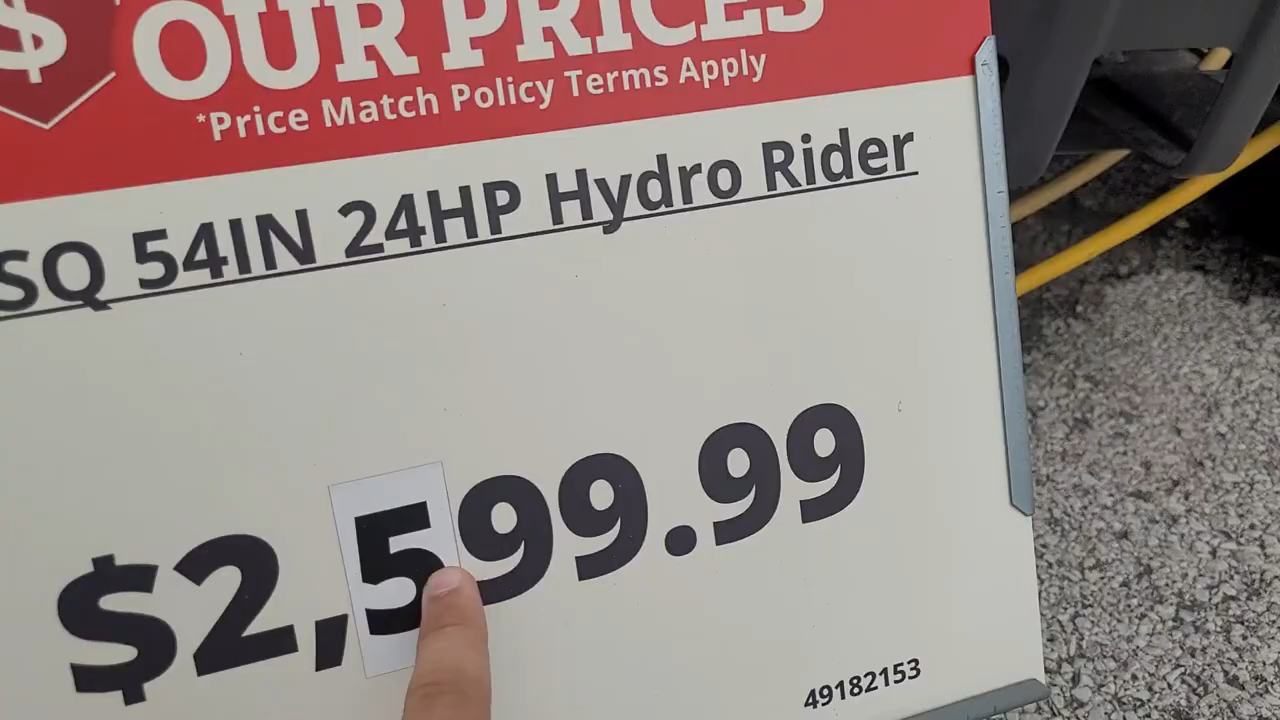 $
OUR PRICES
*Price Match Policy Terms Apply
SQ 54IN 24HP Hydro Rider
$2,599.99
49182153